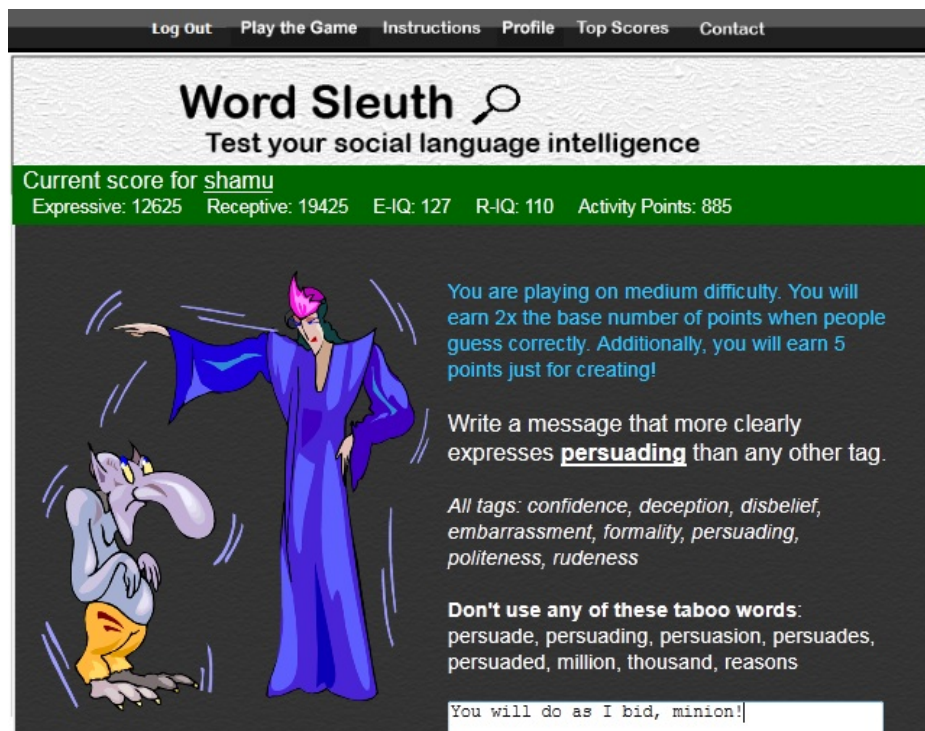 Log Out Play the Game Instructions Profile Top Scores Contact
Word Sleuth
Test your social language intelligence
Current score for shamu
Expressive: 12625 Receptive: 19425 E-IQ: 127 R-IQ: 110 Activity Points: 885
You are playing on medium difficulty. You will
earn 2x the base number of points when people
guess correctly. Additionally, you will earn 5
points just for creating!
Write a message that more clearly
expresses persuading than any other tag.
All tags: confidence, deception, disbelief,
embarrassment, formality, persuading,
politeness, rudeness
Don't use any of these taboo words:
persuade, persuading, persuasion, persuades,
persuaded, million, thousand, reasons
You will do as I bid, minion!